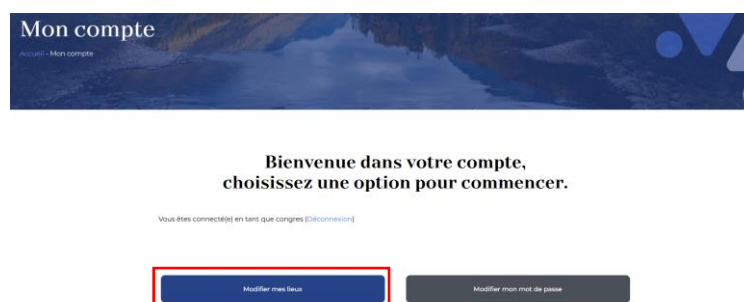 Mon compte
Accueil - Mon compte
Bienvenue dans votre compte,
choisissez une option pour commencer.
Vous êtes connecté(e) en tant que congres (Déconnexion)
Modifier mes lieux
Modifier mon mot de passe